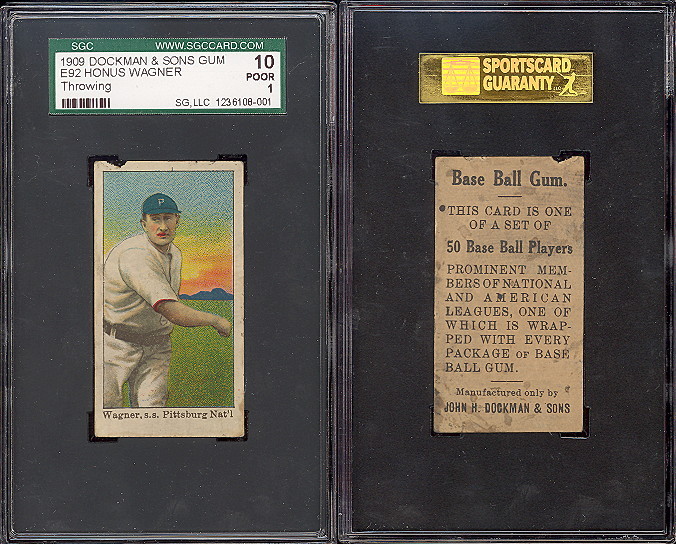 SGC WWW.SGCCARD.COM
1909 DOCKMAN & SONS GUM 10
E92 HONUS WAGNER POOR
Throwing 1
SG, LLC 1236108-001
P
Wagner, s.s. Pittsburg Nat'l
SPORTSCARD
GUARANTY LLC
Base Ball Gum.
THIS CARD IS ONE
OF A SET OF
50 Base Ball Players
PROMINENT MEM-
BERS OF NATIONAL
AND AMERICAN
LEAGUES, ONE OF
WHICH IS WRAP-
PED WITH EVERY
PACKAGE OF BASE
BALL GUM.
Manufactured only by
JOHN H. DOCKMAN & SONS